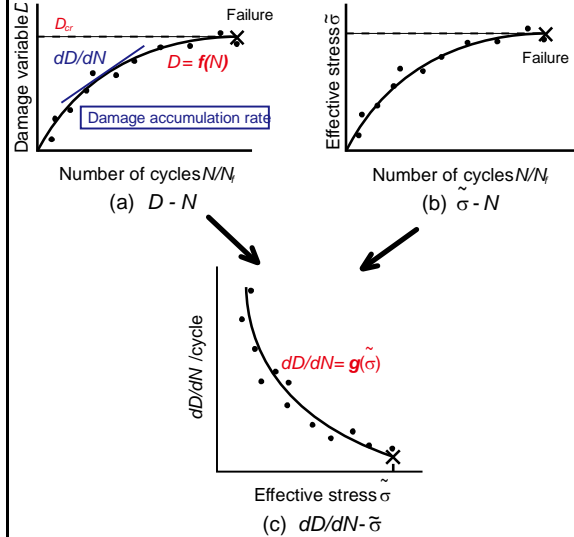 Damage variable D
D_cr
Failure
dD/dN
D = f(N)
Damage accumulation rate
Number of cycles N/N_f
(a) D - N
Effective stress σ̃
Failure
Number of cycles N/N_f
(b) σ̃ - N
dD/dN /cycle
dD/dN = g(σ̃)
Effective stress σ̃
(c) dD/dN - σ̃